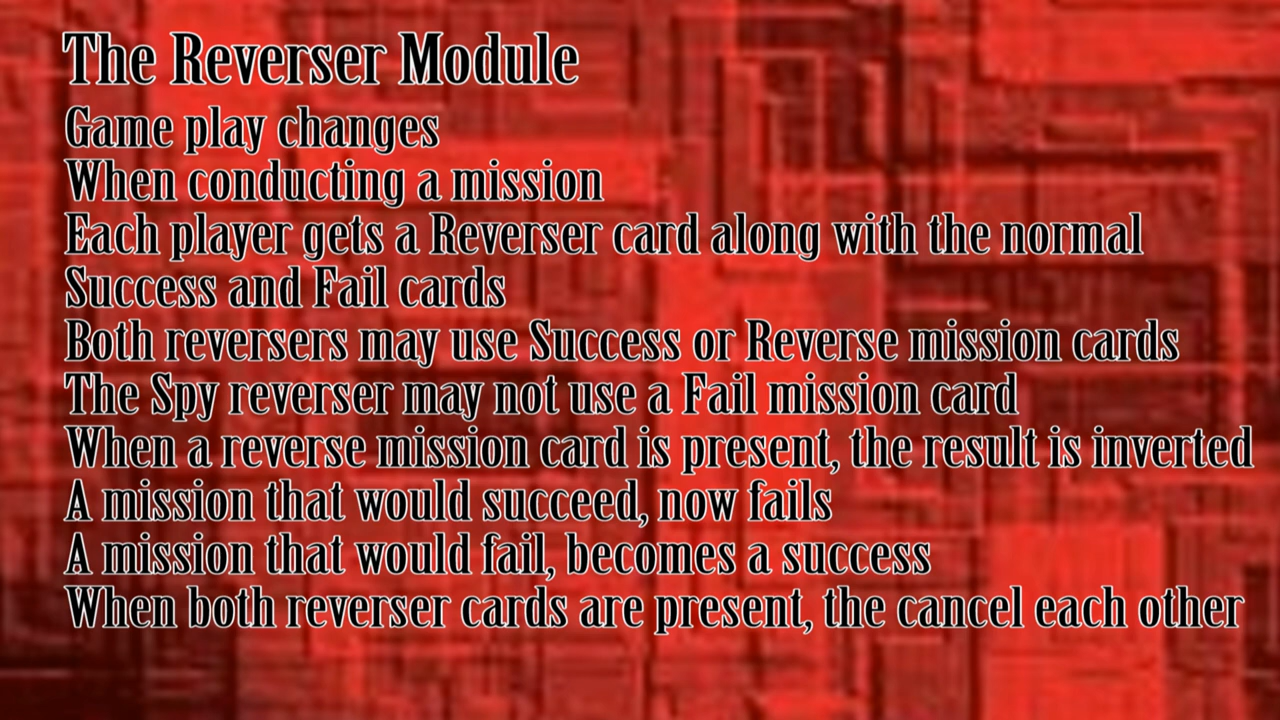 The Reverser Module
Game play changes
When conducting a mission
Each player gets a Reverser card along with the normal
Success and Fail cards
Both reversers may use Success or Reverse mission cards
The Spy reverser may not use a Fail mission card
When a reverse mission card is present, the result is inverted
A mission that would succeed, now fails
A mission that would fail, becomes a success
When both reverser cards are present, the cancel each other